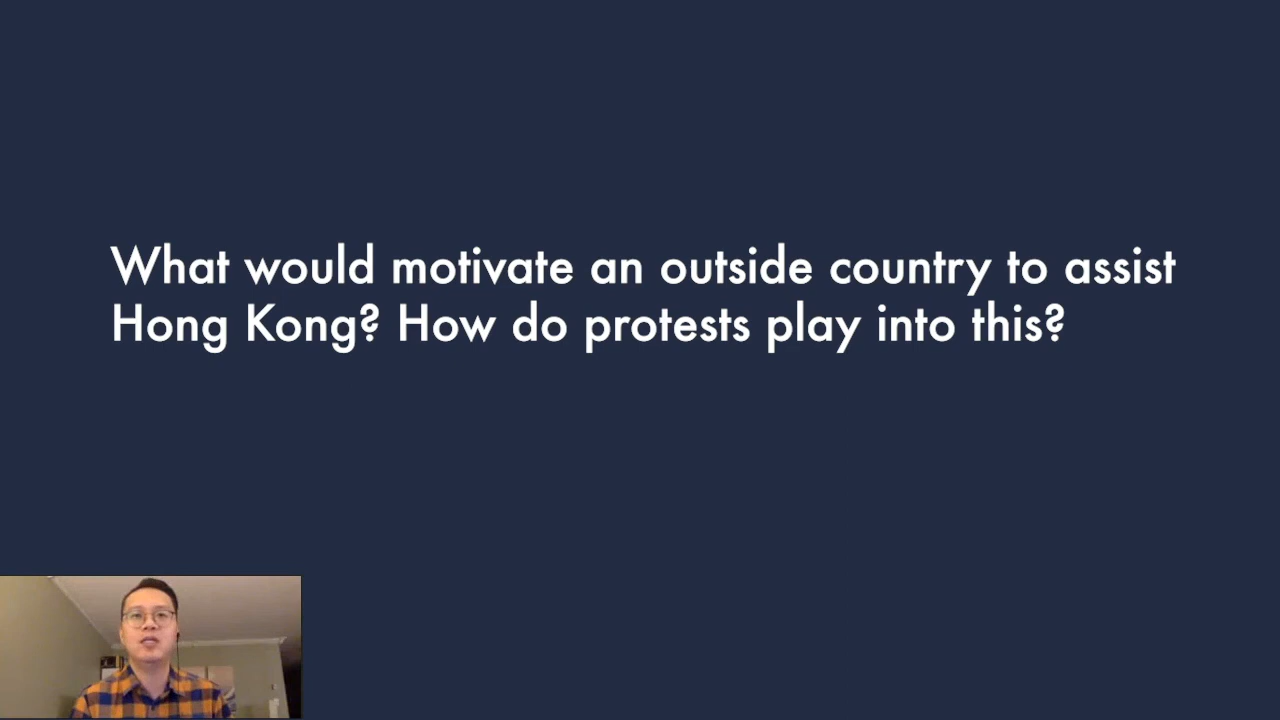 What would motivate an outside country to assist
Hong Kong? How do protests play into this?